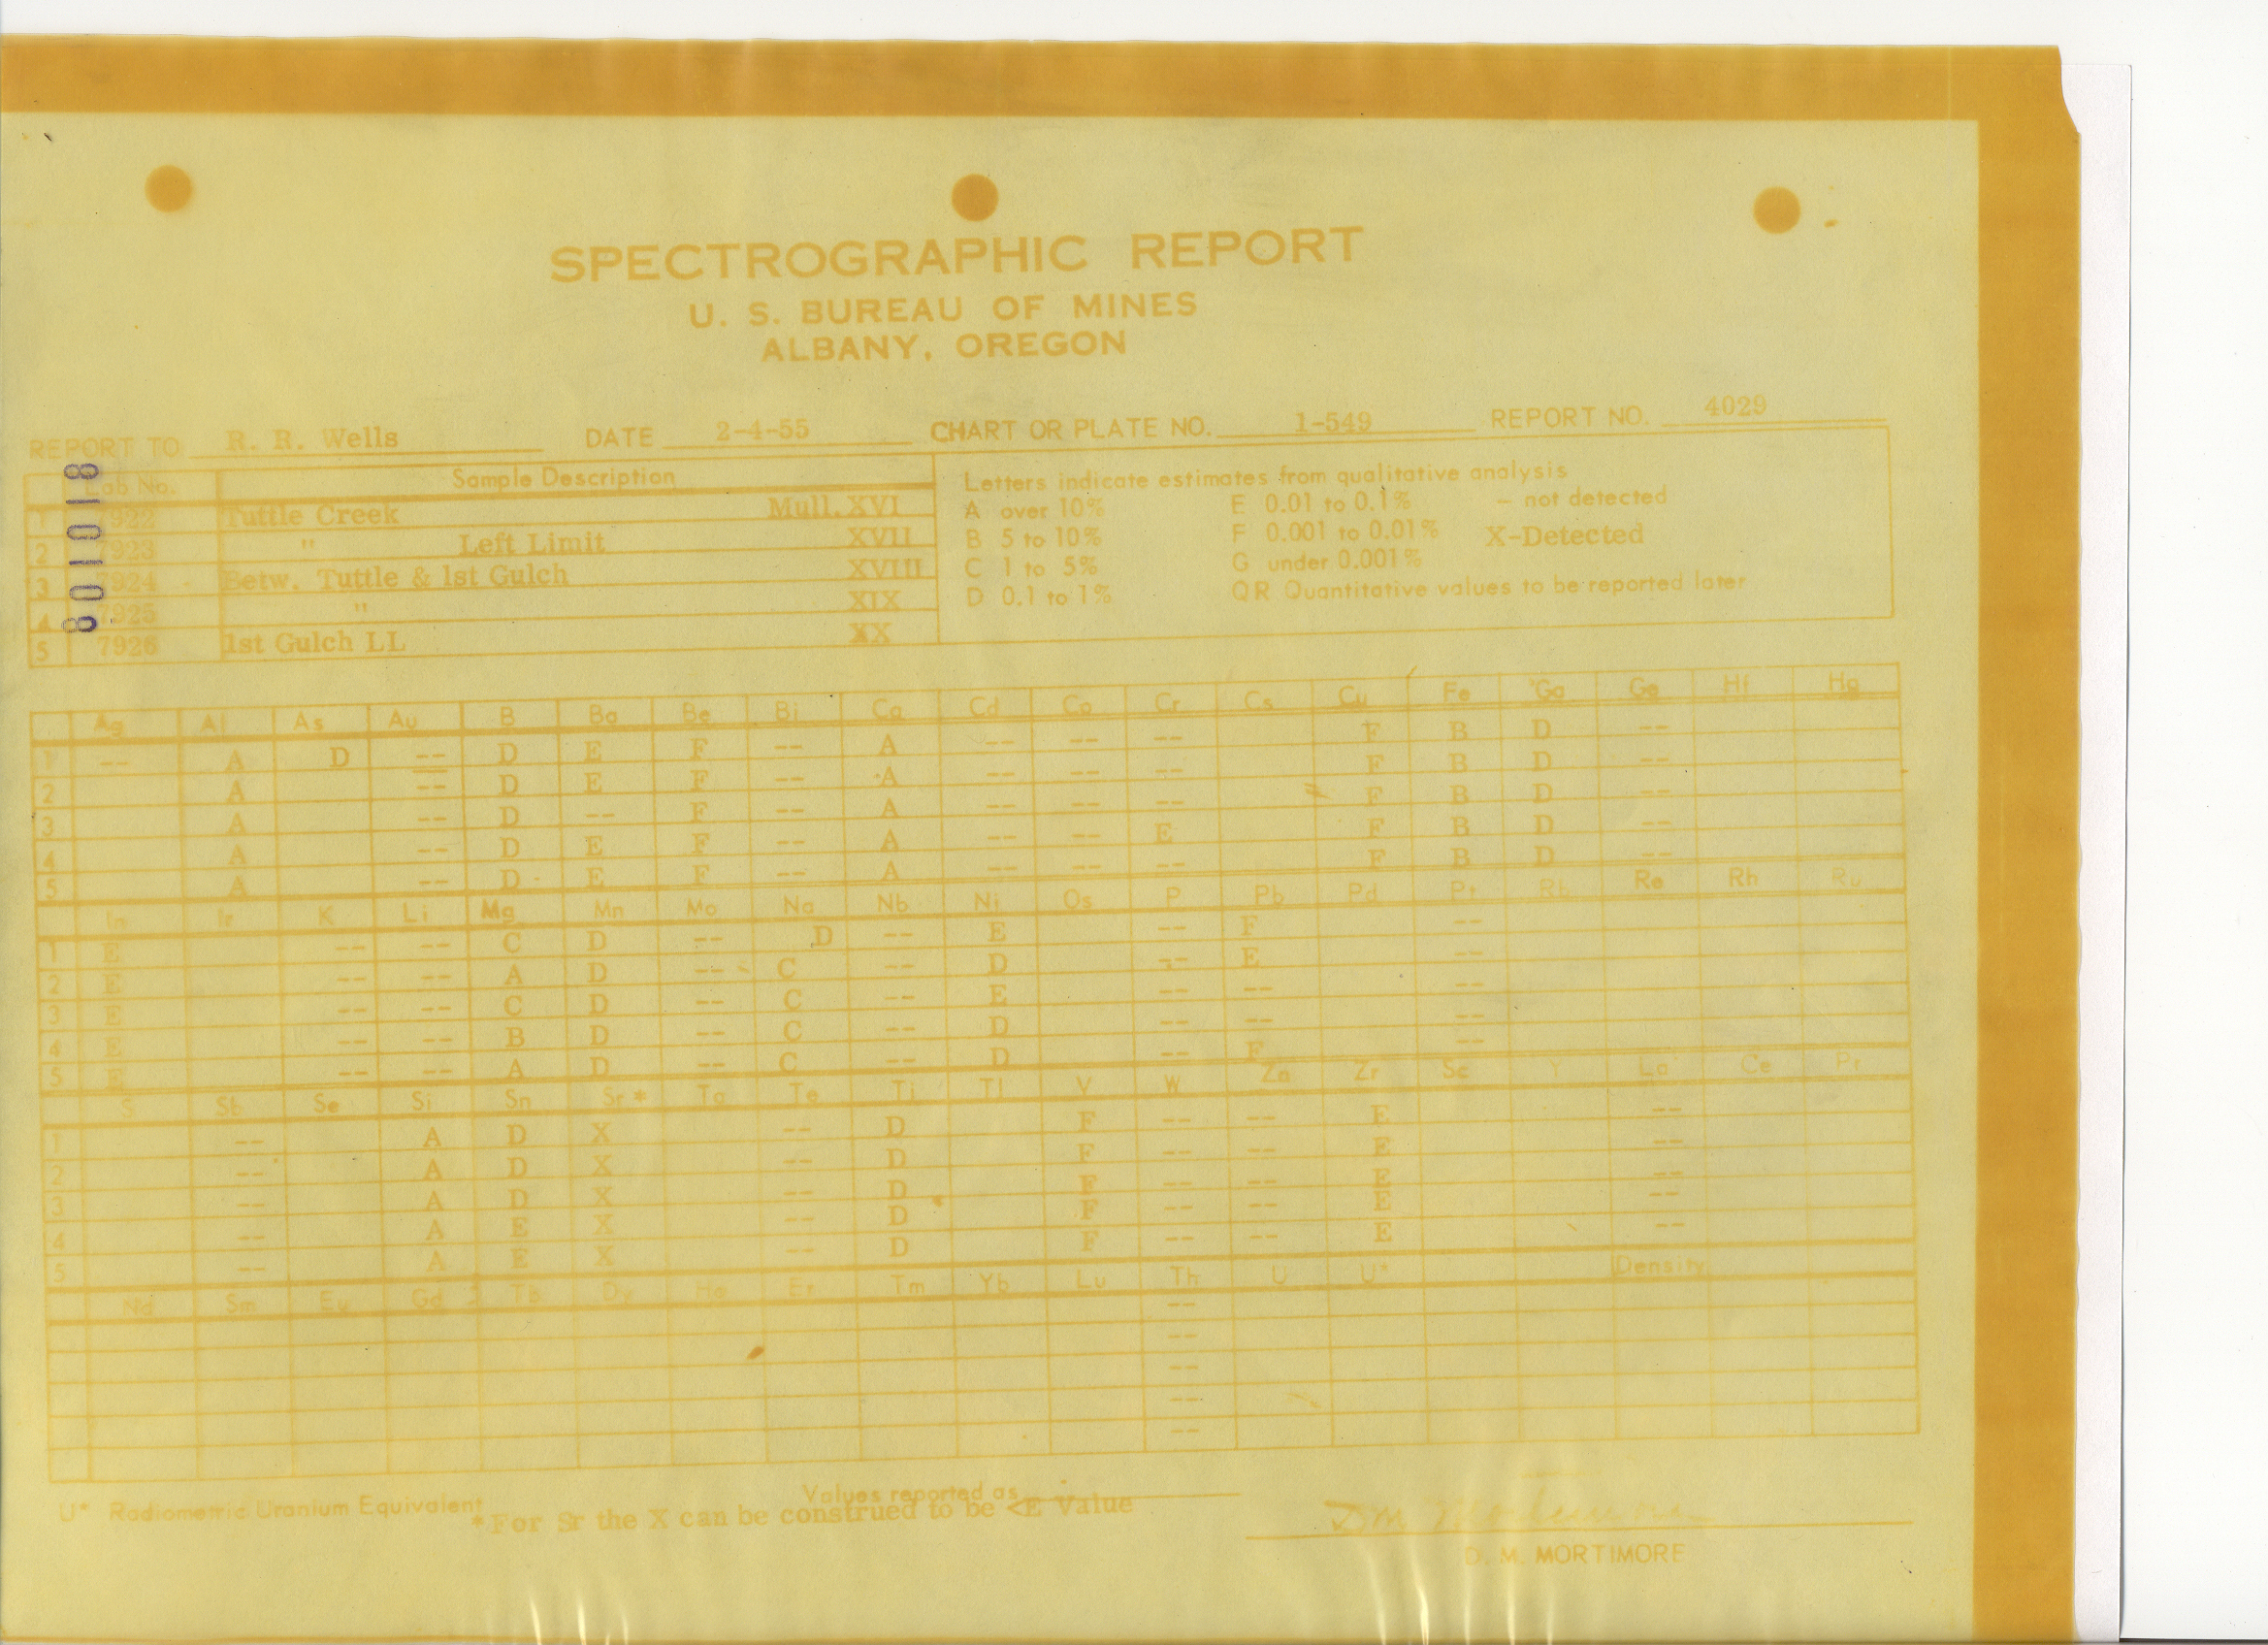 SPECTROGRAPHIC REPORT
U. S. BUREAU OF MINES
ALBANY, OREGON
REPORT TO R. R. Wells DATE 2-4-55 CHART OR PLATE NO. 1-549 REPORT NO. 4029
8010108
Lab No. Sample Description
1 7922 Tuttle Creek Mull. XVI
2 7923 " Left Limit XVII
3 7924 Betw. Tuttle & 1st Gulch XVIII
4 7925 " XIX
5 7926 1st Gulch LL XX
Letters indicate estimates from qualitative analysis
A over 10% E 0.01 to 0.1% – not detected
B 5 to 10% F 0.001 to 0.01% X-Detected
C 1 to 5% G under 0.001%
D 0.1 to 1% QR Quantitative values to be reported later
Ag Al As Au B Ba Be Bi Ca Cd Co Cr Cs Cu Fe Ga Ge Hf Hg
1 -- A D -- D E F -- A -- -- -- F B D --
2 A -- D E F -- A -- -- -- F B D --
3 A -- D -- F -- A -- -- -- F B D --
4 A -- D E F -- A -- -- E F B D --
5 A -- D E F -- A -- -- -- F B D --
In Ir K Li Mg Mn Mo Na Nb Ni Os P Pb Pd Pt Rb Re Rh Ru
1 E -- -- C D -- D -- E -- F --
2 E -- -- A D -- C -- D -- E --
3 E -- -- C D -- C -- E -- -- --
4 E -- -- B D -- C -- D -- -- --
5 E -- -- A D -- C -- D -- F --
S Sb Se Si Sn Sr* Ta Te Ti Tl V W Zn Zr Sc Y La Ce Pr
1 -- A D X -- D F -- -- E --
2 -- A D X -- D F -- -- E --
3 -- A D X -- D F -- -- E --
4 -- A E X -- D F -- -- E --
5 -- A E X -- D F -- -- E --
Nd Sm Eu Gd Tb Dy Ho Er Tm Yb Lu Th U U* Density
--
--
--
--
--
U* Radiometric Uranium Equivalent Values reported as
*For Sr the X can be construed to be <E Value
DM Mortimore
D. M. MORTIMORE